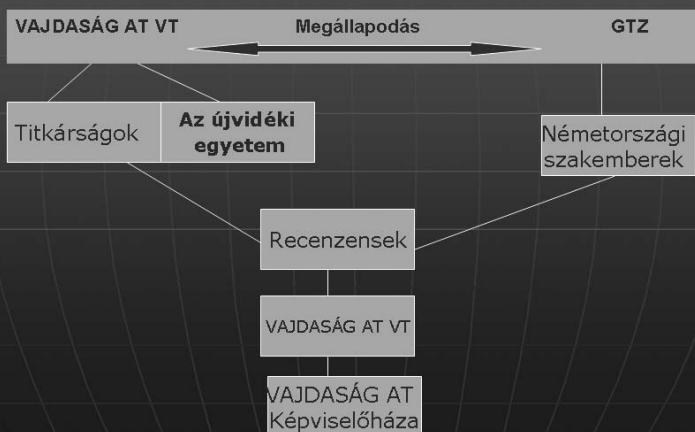 VAJDASÁG AT VT Megállapodás GTZ
Titkárságok
Az újvidéki
egyetem
Németországi
szakemberek
Recenzensek
VAJDASÁG AT VT
VAJDASÁG AT
Képviselőháza